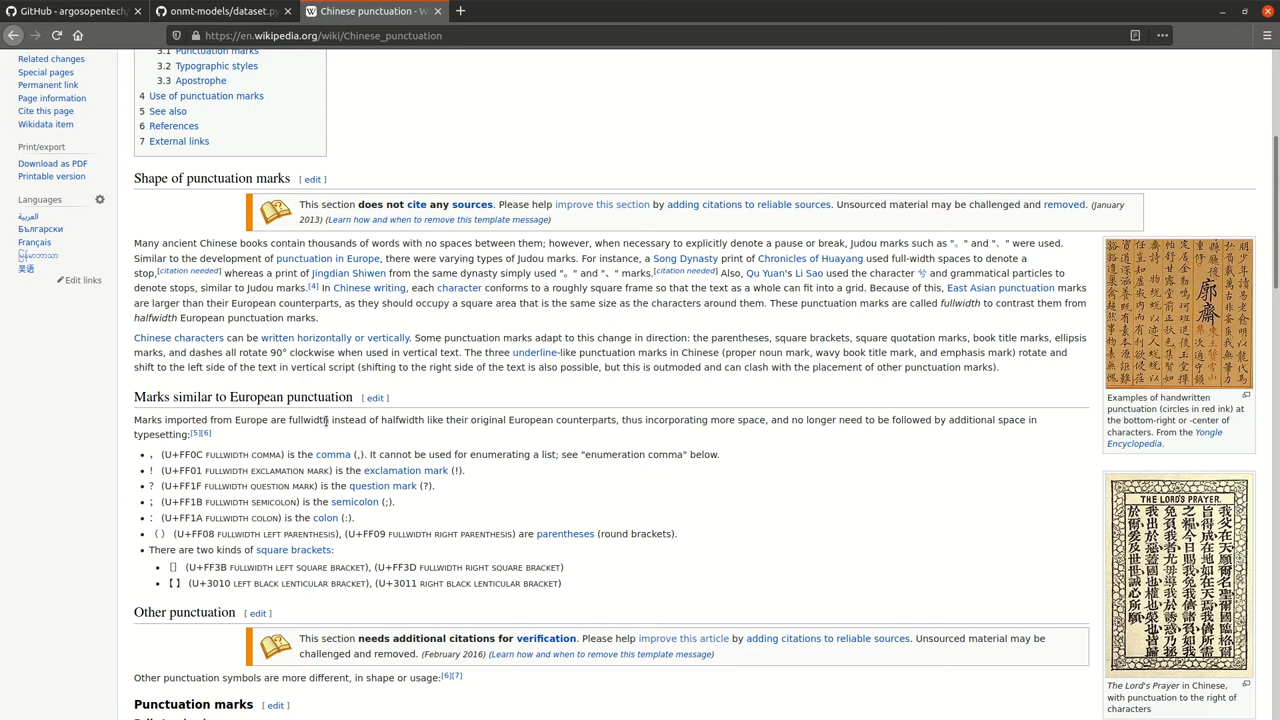 GitHub - argosopentech/
onmt-models/dataset.py
Chinese punctuation - W
https://en.wikipedia.org/wiki/Chinese_punctuation
Related changes
Special pages
Permanent link
Page information
Cite this page
Wikidata item
Print/export
Download as PDF
Printable version
Languages
العربية
Български
Français
မြန်မာဘာသာ
吴语
Edit links
3.1 Punctuation marks
3.2 Typographic styles
3.3 Apostrophe
4 Use of punctuation marks
5 See also
6 References
7 External links
Shape of punctuation marks [ edit ]
This section does not cite any sources. Please help improve this section by adding citations to reliable sources. Unsourced material may be challenged and removed. (January
2013) (Learn how and when to remove this template message)
Many ancient Chinese books contain thousands of words with no spaces between them; however, when necessary to explicitly denote a pause or break, Judou marks such as "。" and "、" were used.
Similar to the development of punctuation in Europe, there were varying types of Judou marks. For instance, a Song Dynasty print of Chronicles of Huayang used full-width spaces to denote a
stop,[citation needed] whereas a print of Jingdian Shiwen from the same dynasty simply used "。" and "、" marks.[citation needed] Also, Qu Yuan's Li Sao used the character 兮 and grammatical particles to
denote stops, similar to Judou marks.[4] In Chinese writing, each character conforms to a roughly square frame so that the text as a whole can fit into a grid. Because of this, East Asian punctuation marks
are larger than their European counterparts, as they should occupy a square area that is the same size as the characters around them. These punctuation marks are called fullwidth to contrast them from
halfwidth European punctuation marks.
Chinese characters can be written horizontally or vertically. Some punctuation marks adapt to this change in direction: the parentheses, square brackets, square quotation marks, book title marks, ellipsis
marks, and dashes all rotate 90° clockwise when used in vertical text. The three underline-like punctuation marks in Chinese (proper noun mark, wavy book title mark, and emphasis mark) rotate and
shift to the left side of the text in vertical script (shifting to the right side of the text is also possible, but this is outmoded and can clash with the placement of other punctuation marks).
Marks similar to European punctuation [ edit ]
Marks imported from Europe are fullwidth instead of halfwidth like their original European counterparts, thus incorporating more space, and no longer need to be followed by additional space in
typesetting:[5][6]
• ， (U+FF0C FULLWIDTH COMMA) is the comma (,). It cannot be used for enumerating a list; see "enumeration comma" below.
• ！ (U+FF01 FULLWIDTH EXCLAMATION MARK) is the exclamation mark (!).
• ？ (U+FF1F FULLWIDTH QUESTION MARK) is the question mark (?).
• ； (U+FF1B FULLWIDTH SEMICOLON) is the semicolon (;).
• ： (U+FF1A FULLWIDTH COLON) is the colon (:).
• （ ） (U+FF08 FULLWIDTH LEFT PARENTHESIS), (U+FF09 FULLWIDTH RIGHT PARENTHESIS) are parentheses (round brackets).
• There are two kinds of square brackets:
• ［］ (U+FF3B FULLWIDTH LEFT SQUARE BRACKET), (U+FF3D FULLWIDTH RIGHT SQUARE BRACKET)
• 【 】 (U+3010 LEFT BLACK LENTICULAR BRACKET), (U+3011 RIGHT BLACK LENTICULAR BRACKET)
Other punctuation [ edit ]
This section needs additional citations for verification. Please help improve this article by adding citations to reliable sources. Unsourced material may be
challenged and removed. (February 2016) (Learn how and when to remove this template message)
Other punctuation symbols are more different, in shape or usage:[6][7]
Punctuation marks [ edit ]
Examples of handwritten
punctuation (circles in red ink) at
the bottom-right or -center of
characters. From the Yongle
Encyclopedia.
THE LORD'S PRAYER.
The Lord's Prayer in Chinese,
with punctuation to the right of
characters